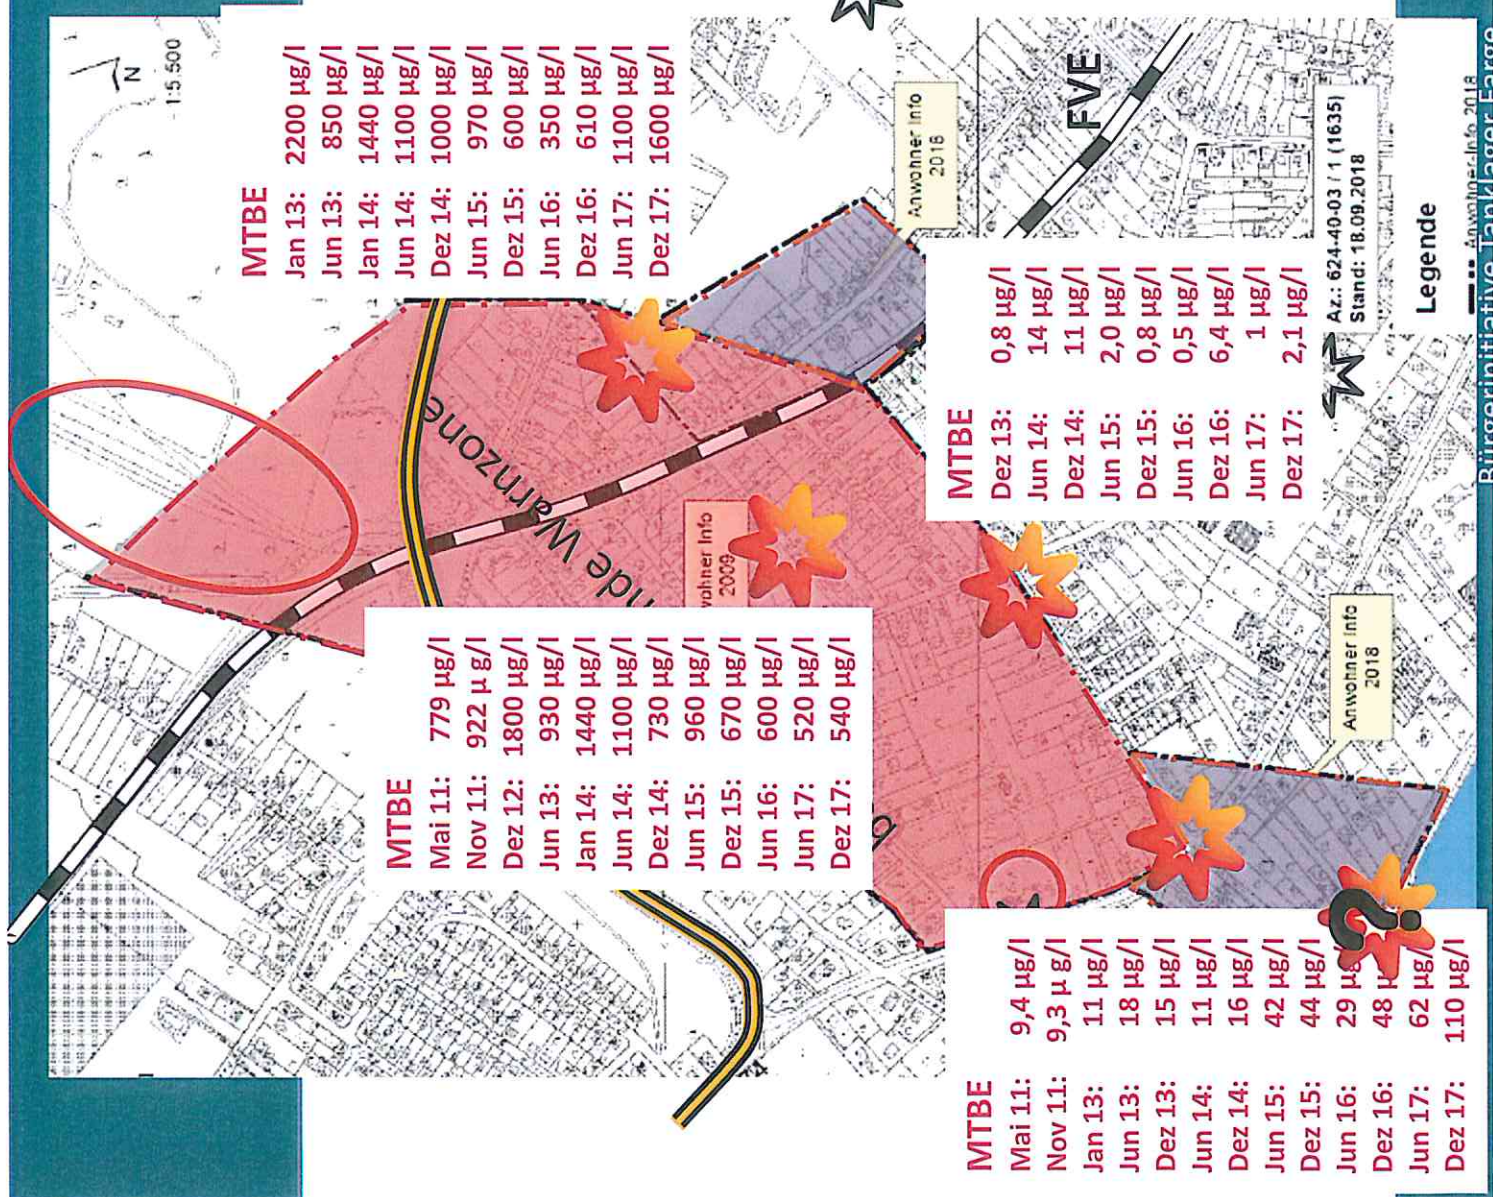 N
1:5.500
MTBE
Jan 13: 2200 µg/l
Jun 13: 850 µg/l
Jan 14: 1440 µg/l
Jun 14: 1100 µg/l
Dez 14: 1000 µg/l
Jun 15: 970 µg/l
Dez 15: 600 µg/l
Jun 16: 350 µg/l
Dez 16: 610 µg/l
Jun 17: 1100 µg/l
Dez 17: 1600 µg/l
MTBE
Mai 11: 779 µg/l
Nov 11: 922 µ g/l
Dez 12: 1800 µg/l
Jun 13: 930 µg/l
Jan 14: 1440 µg/l
Jun 14: 1100 µg/l
Dez 14: 730 µg/l
Jun 15: 960 µg/l
Dez 15: 670 µg/l
Jun 16: 600 µg/l
Jun 17: 520 µg/l
Dez 17: 540 µg/l
nde Warnzone
wohner Info
2009
Anwohner Info
2018
FVE
MTBE
Dez 13: 0,8 µg/l
Jun 14: 14 µg/l
Dez 14: 11 µg/l
Jun 15: 2,0 µg/l
Dez 15: 0,8 µg/l
Jun 16: 0,5 µg/l
Dez 16: 6,4 µg/l
Jun 17: 1 µg/l
Dez 17: 2,1 µg/l
MTBE
Mai 11: 9,4 µg/l
Nov 11: 9,3 µ g/l
Jan 13: 11 µg/l
Jun 13: 18 µg/l
Dez 13: 15 µg/l
Jun 14: 11 µg/l
Dez 14: 16 µg/l
Jun 15: 42 µg/l
Dez 15: 44 µg/l
Jun 16: 29 µg
Dez 16: 48 µ
Jun 17: 62 µg/l
Dez 17: 110 µg/l
?
Anwohner Info
2018
Az.: 624-40-03 / 1 (1635)
Stand: 18.09.2018
Legende
Anwohner Info 2018
Bürgerinitiative Tanklager Farge